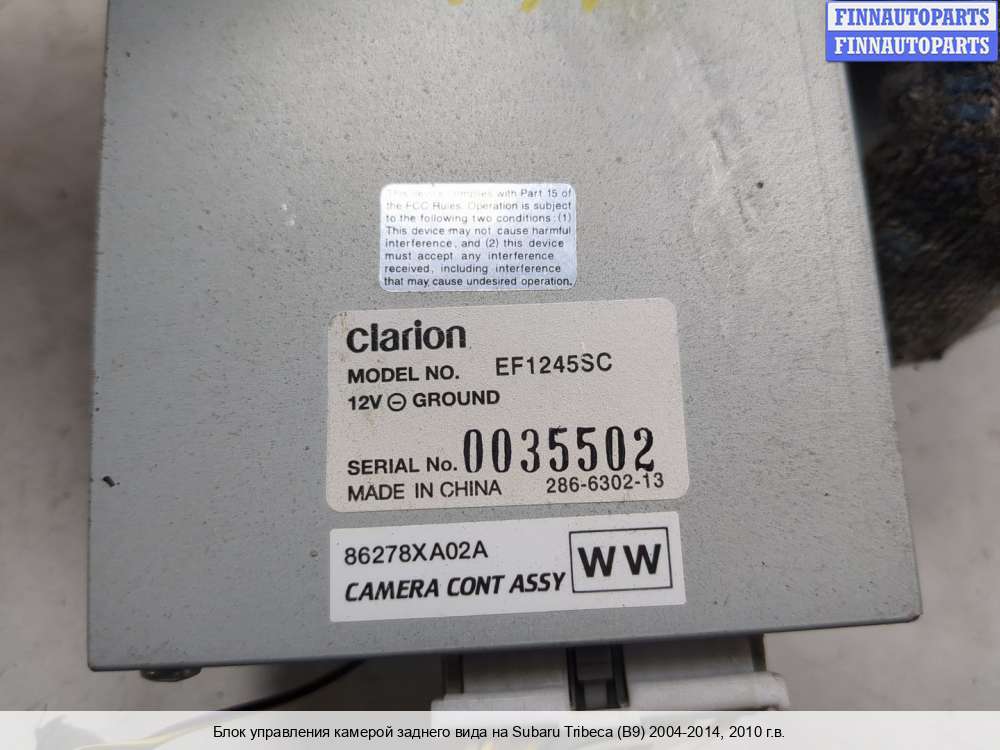 FINNAUTOPARTS
FINNAUTOPARTS
This device complies with Part 15 of
the FCC Rules. Operation is subject
to the following two conditions: (1)
This device may not cause harmful
interference, and (2) this device
must accept any interference
received, including interference
that may cause undesired operation.
clarion
MODEL NO. EF1245SC
12V ⊖ GROUND
SERIAL No. 0035502
MADE IN CHINA 286-6302-13
86278XA02A
CAMERA CONT ASSY
WW
Блок управления камерой заднего вида на Subaru Tribeca (B9) 2004-2014, 2010 г.в.